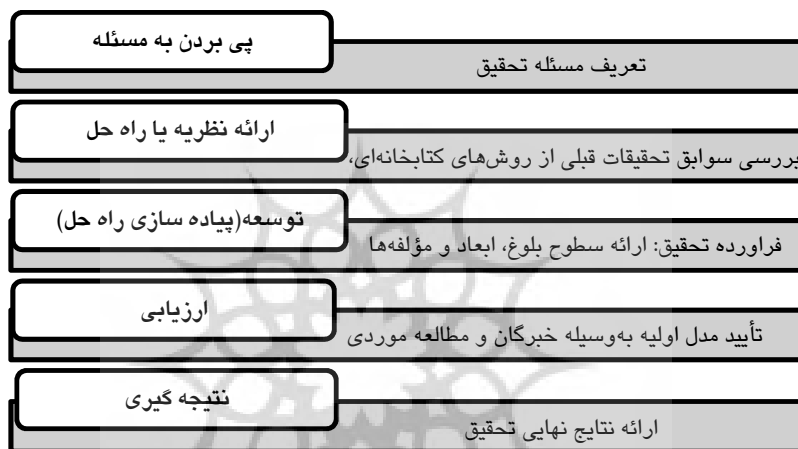 پی بردن به مسئله
تعریف مسئله تحقیق
ارائه نظریه یا راه حل
بررسی سوابق تحقیقات قبلی از روش‌های کتابخانه‌ای،
توسعه(پیاده سازی راه حل)
فراورده تحقیق: ارائه سطوح بلوغ، ابعاد و مؤلفه‌ها
ارزیابی
تأیید مدل اولیه به‌وسیله خبرگان و مطالعه موردی
نتیجه گیری
ارائه نتایج نهایی تحقیق